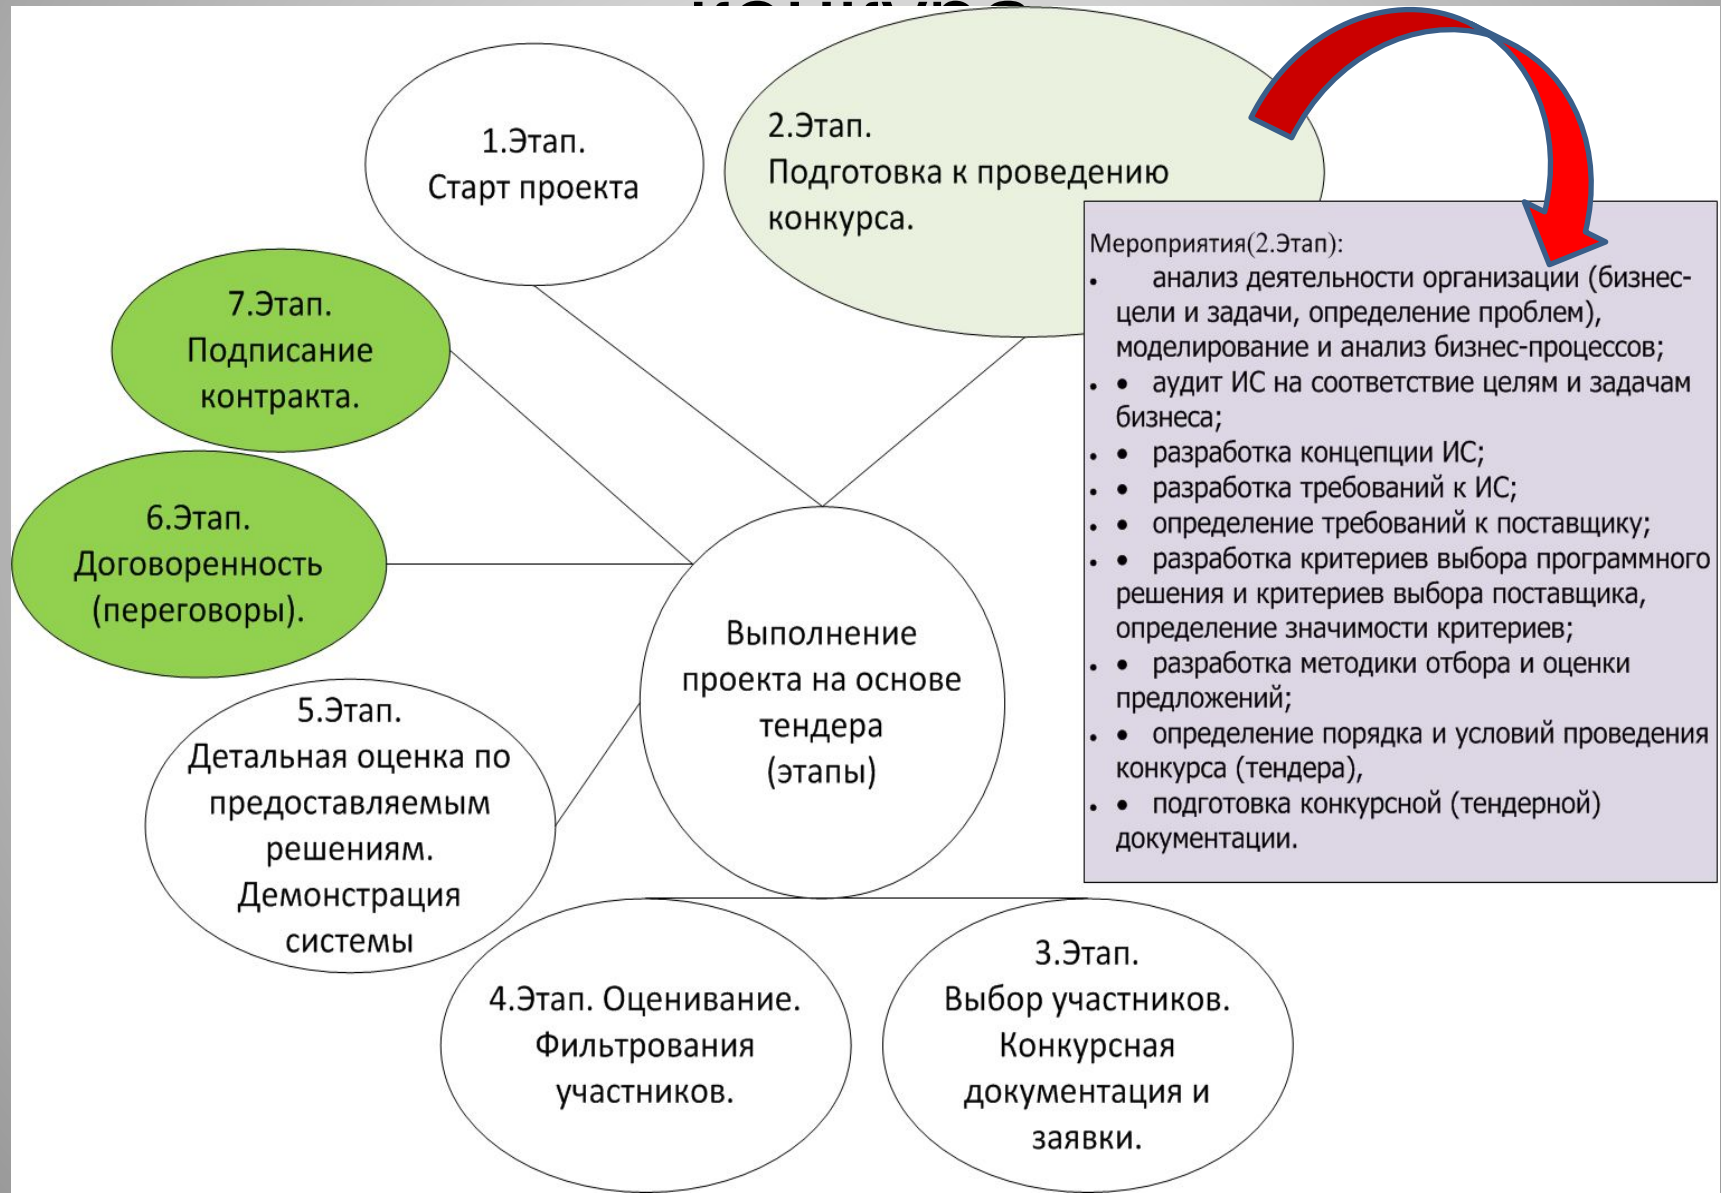 1.Этап.
Старт проекта
2.Этап.
Подготовка к проведению
конкурса.
Мероприятия(2.Этап):
• анализ деятельности организации (бизнес-
цели и задачи, определение проблем),
моделирование и анализ бизнес-процессов;
• • аудит ИС на соответствие целям и задачам
бизнеса;
• • разработка концепции ИС;
• • разработка требований к ИС;
• • определение требований к поставщику;
• • разработка критериев выбора программного
решения и критериев выбора поставщика,
определение значимости критериев;
• • разработка методики отбора и оценки
предложений;
• • определение порядка и условий проведения
конкурса (тендера),
• • подготовка конкурсной (тендерной)
документации.
7.Этап.
Подписание
контракта.
6.Этап.
Договоренность
(переговоры).
Выполнение
проекта на основе
тендера
(этапы)
5.Этап.
Детальная оценка по
предоставляемым
решениям.
Демонстрация
системы
4.Этап. Оценивание.
Фильтрования
участников.
3.Этап.
Выбор участников.
Конкурсная
документация и
заявки.